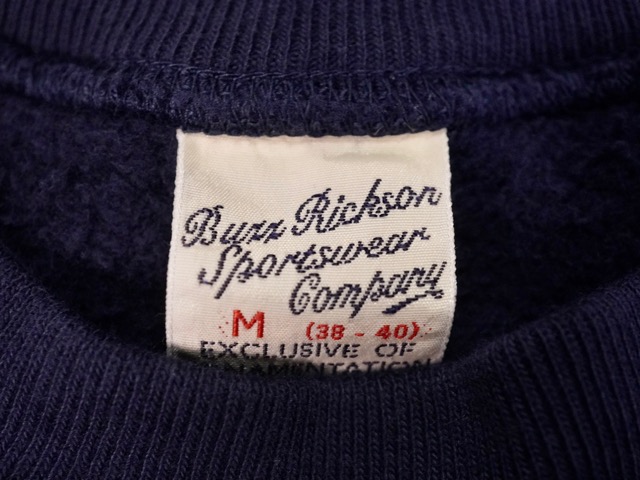 Buzz Rickson
Sportswear
Company
M (38 - 40)
EXCLUSIVE OF